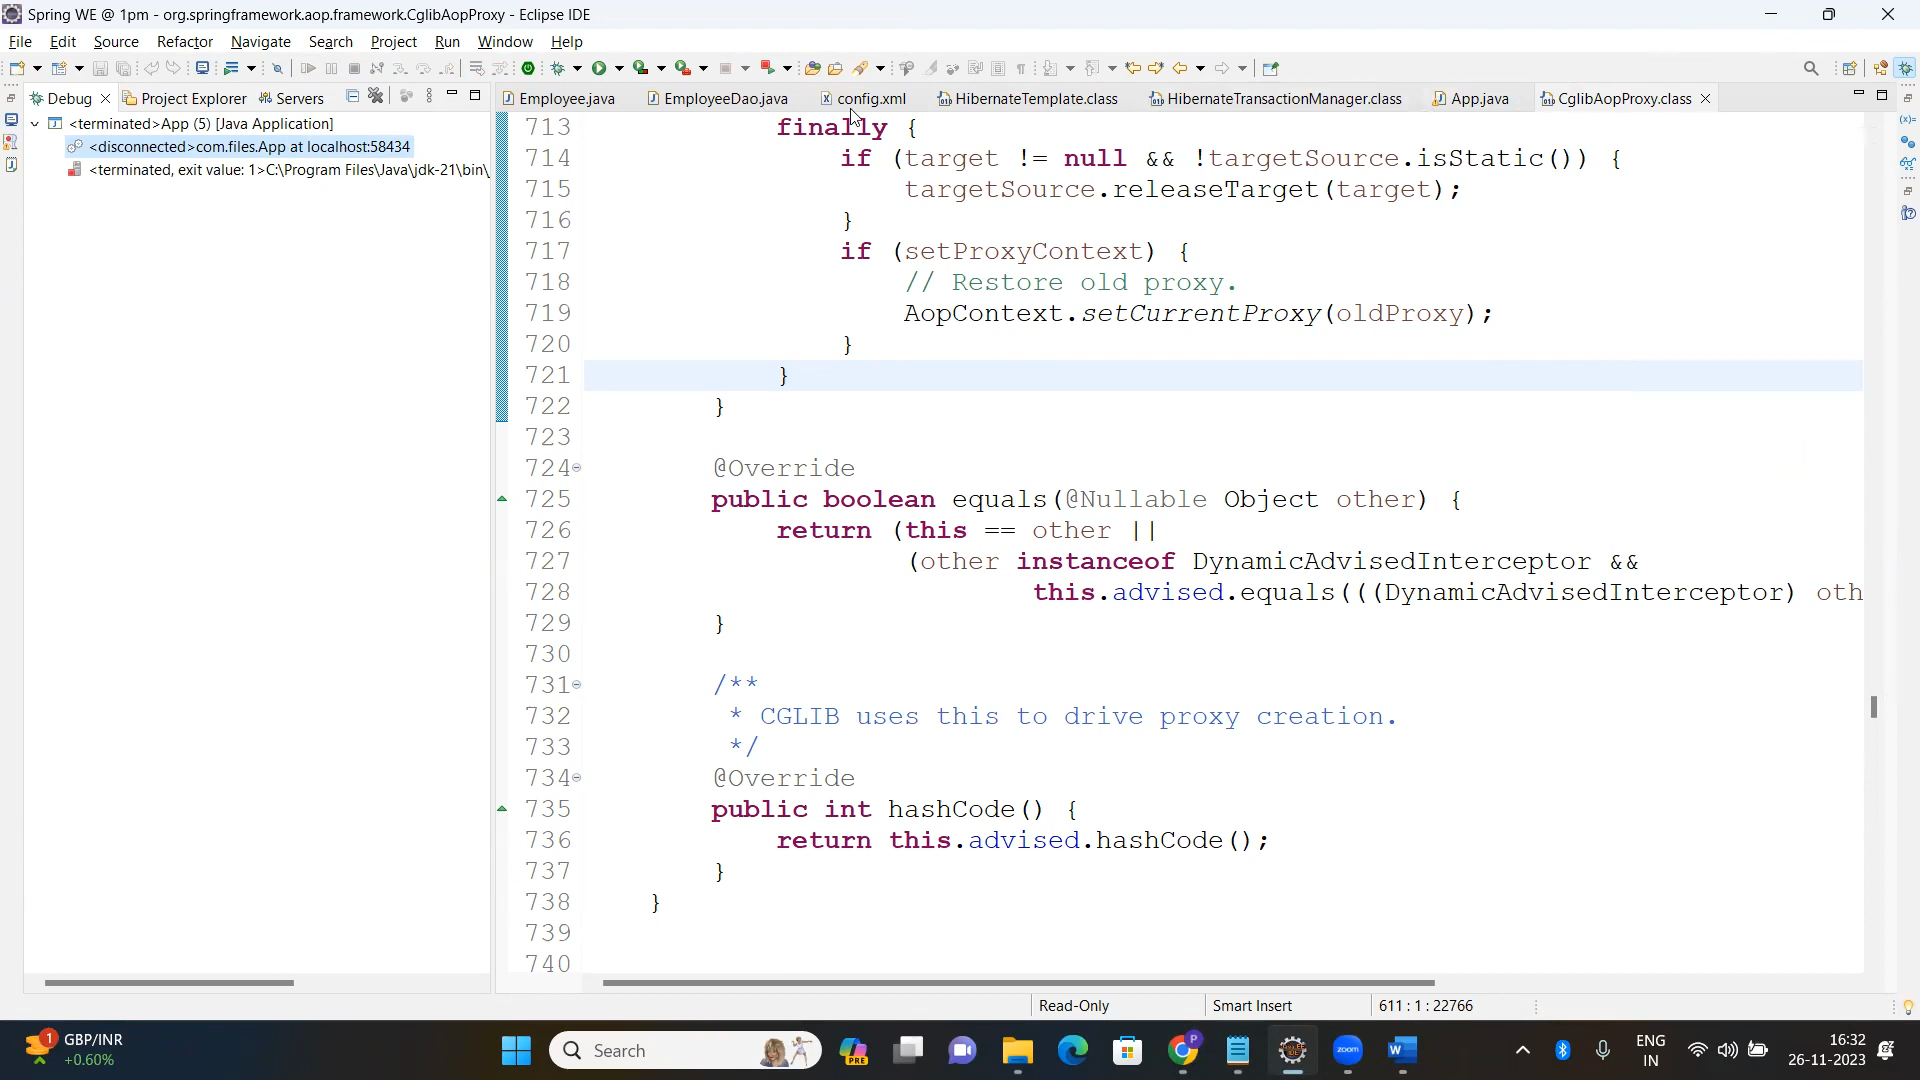 Spring WE @ 1pm - org.springframework.aop.framework.CglibAopProxy - Eclipse IDE
File Edit Source Refactor Navigate Search Project Run Window Help
Debug Project Explorer Servers
Employee.java EmployeeDao.java config.xml HibernateTemplate.class HibernateTransactionManager.class App.java CglibAopProxy.class
<terminated>App (5) [Java Application]
<disconnected>com.files.App at localhost:58434
<terminated, exit value: 1>C:\Program Files\Java\jdk-21\bin\
713 finally {
714 if (target != null && !targetSource.isStatic()) {
715 targetSource.releaseTarget(target);
716 }
717 if (setProxyContext) {
718 // Restore old proxy.
719 AopContext.setCurrentProxy(oldProxy);
720 }
721 }
722 }
723
724 @Override
725 public boolean equals(@Nullable Object other) {
726 return (this == other ||
727 (other instanceof DynamicAdvisedInterceptor &&
728 this.advised.equals(((DynamicAdvisedInterceptor) oth
729 }
730
731 /**
732 * CGLIB uses this to drive proxy creation.
733 */
734 @Override
735 public int hashCode() {
736 return this.advised.hashCode();
737 }
738 }
739
740
Read-Only Smart Insert 611 : 1 : 22766
1 GBP/INR
+0.60%
Search
PRE
P
zoom
W
ENG
IN
16:32
26-11-2023